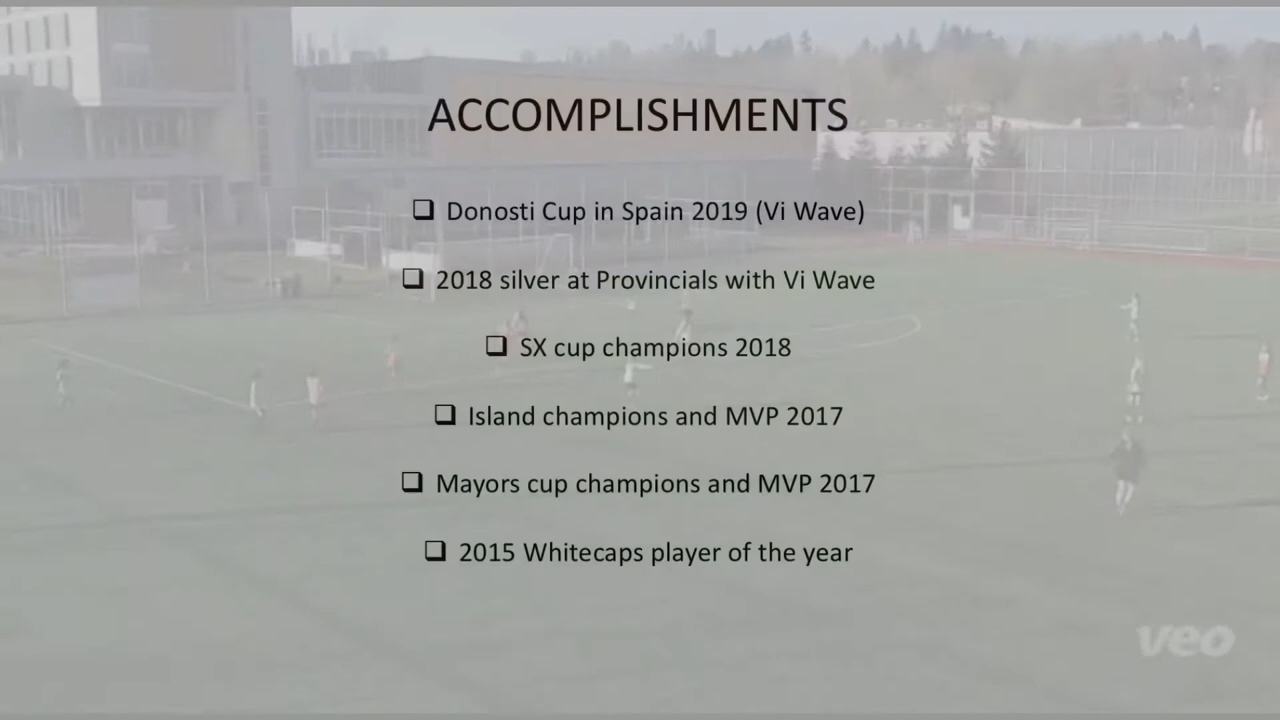 ACCOMPLISHMENTS
❑ Donosti Cup in Spain 2019 (Vi Wave)
❑ 2018 silver at Provincials with Vi Wave
❑ SX cup champions 2018
❑ Island champions and MVP 2017
❑ Mayors cup champions and MVP 2017
❑ 2015 Whitecaps player of the year
veo